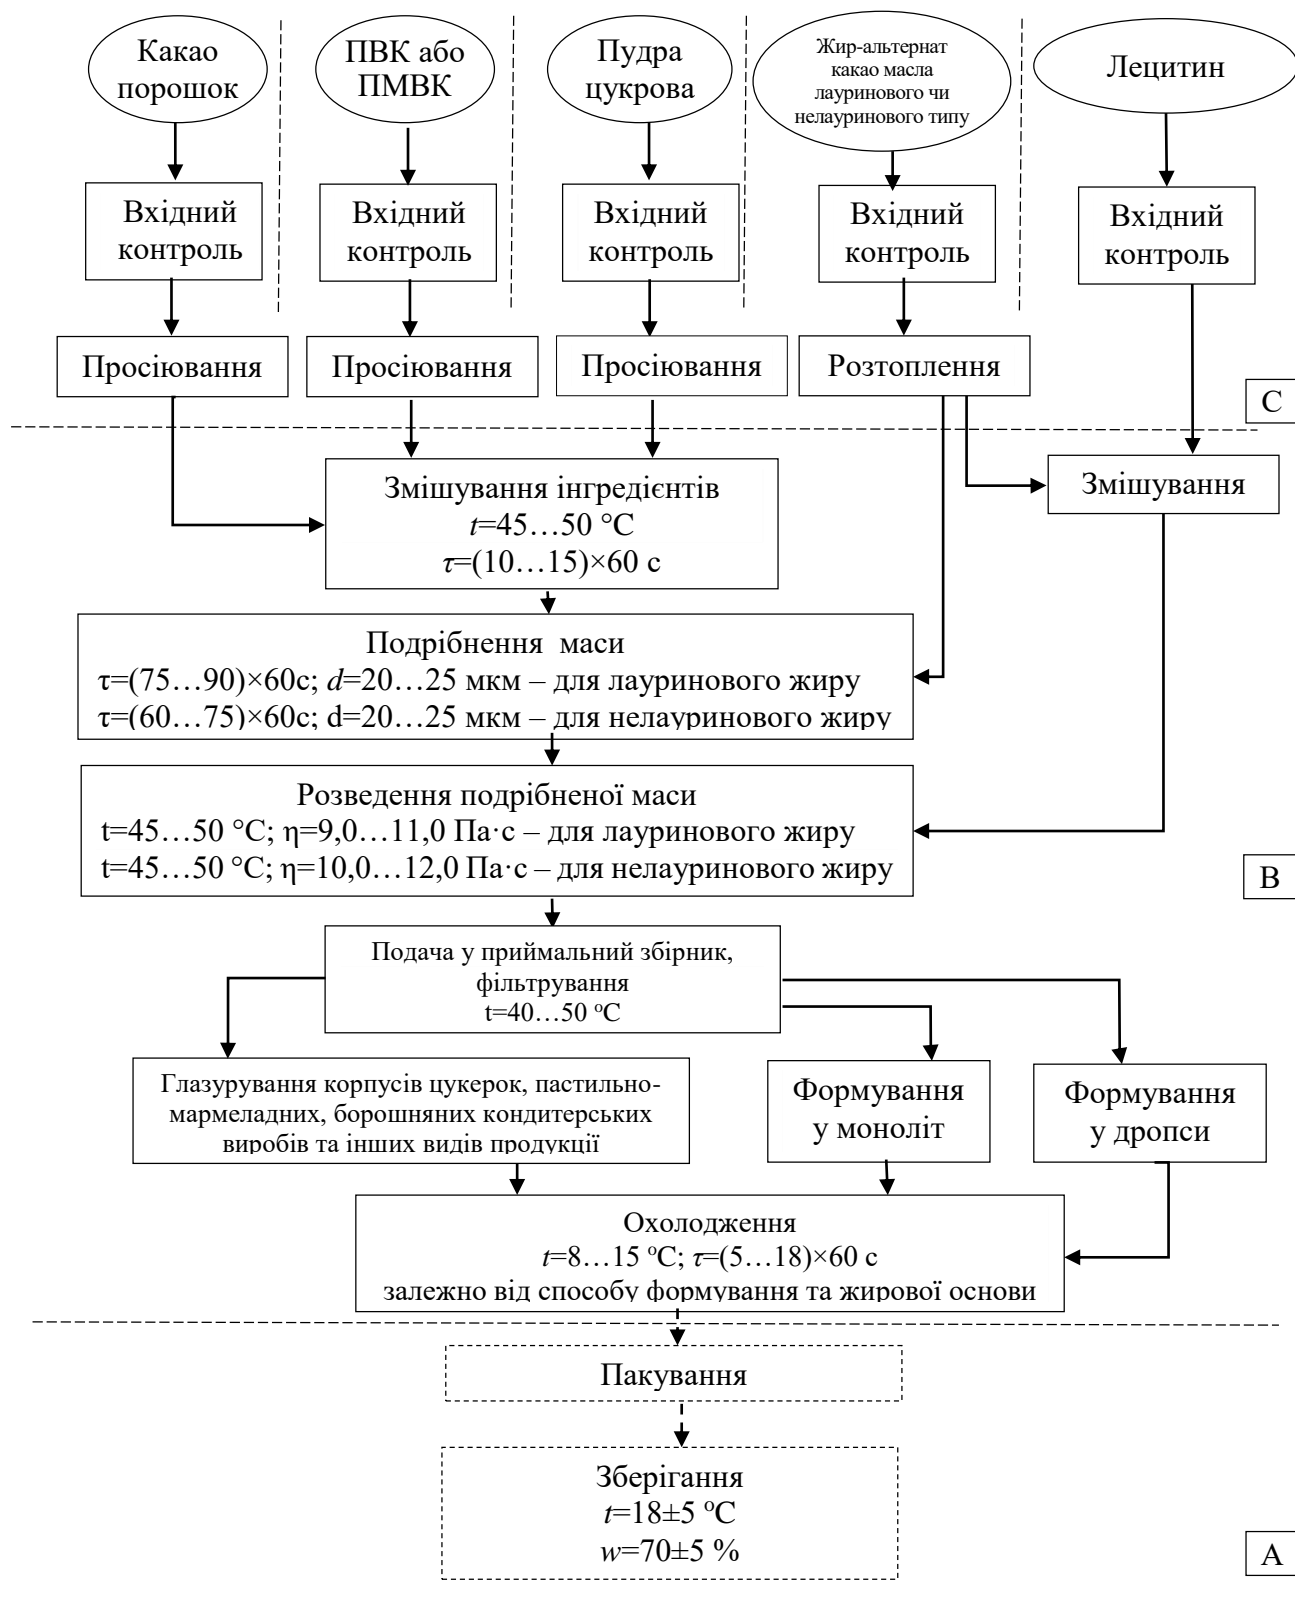 Какао
порошок
ПВК або
ПМВК
Пудра
цукрова
Жир-альтернат
какао масла
лауринового чи
нелауринового типу
Лецитин
Вхідний
контроль
Вхідний
контроль
Вхідний
контроль
Вхідний
контроль
Вхідний
контроль
Просіювання
Просіювання
Просіювання
Розтоплення
С
Змішування інгредієнтів
t=45…50 °С
τ=(10…15)×60 с
Змішування
Подрібнення маси
τ=(75…90)×60с; d=20…25 мкм – для лауринового жиру
τ=(60…75)×60с; d=20…25 мкм – для нелауринового жиру
Розведення подрібненої маси
t=45…50 °С; η=9,0…11,0 Па·с – для лауринового жиру
t=45…50 °С; η=10,0…12,0 Па·с – для нелауринового жиру
В
Подача у приймальний збірник,
фільтрування
t=40…50 °С
Глазурування корпусів цукерок, пастильно-
мармеладних, борошняних кондитерських
виробів та інших видів продукції
Формування
у моноліт
Формування
у дропси
Охолодження
t=8…15 °С; τ=(5…18)×60 с
залежно від способу формування та жирової основи
Пакування
Зберігання
t=18±5 °С
w=70±5 %
А